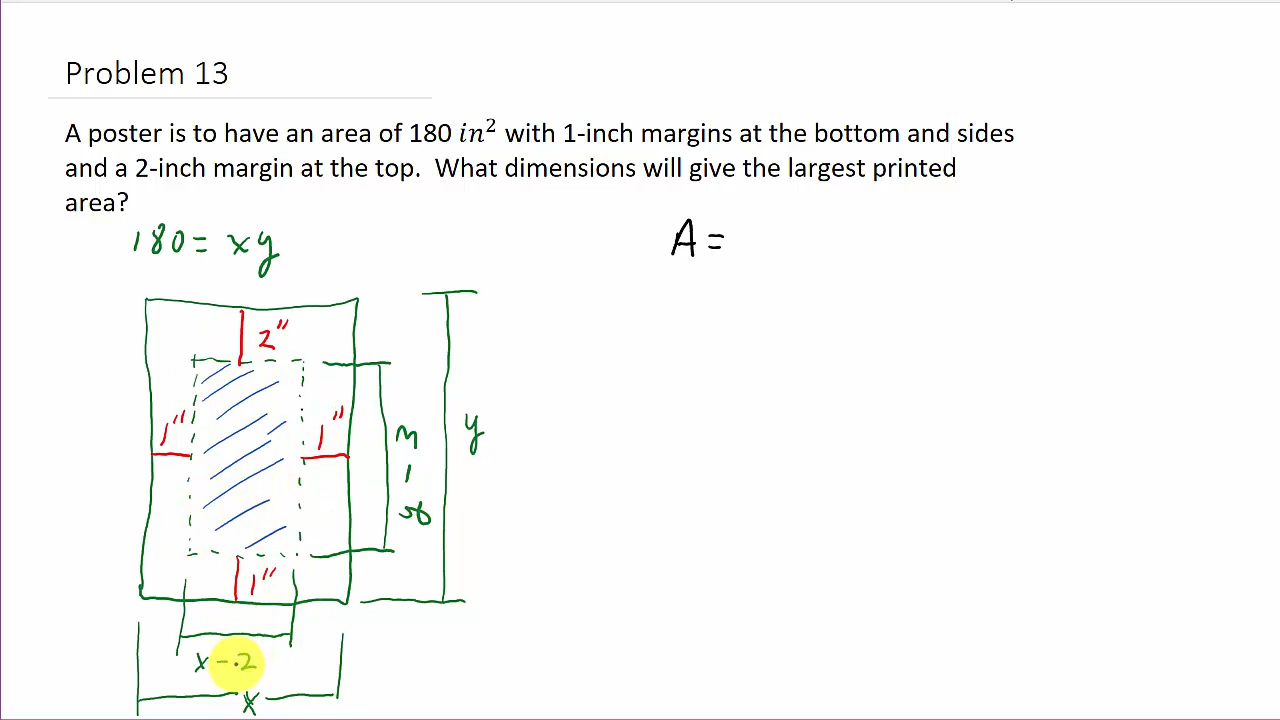 Problem 13
A poster is to have an area of 180 in² with 1-inch margins at the bottom and sides
and a 2-inch margin at the top. What dimensions will give the largest printed
area?
180 = xy
A =
2"
1"
1"
y - 3
y
1"
x - 2
x